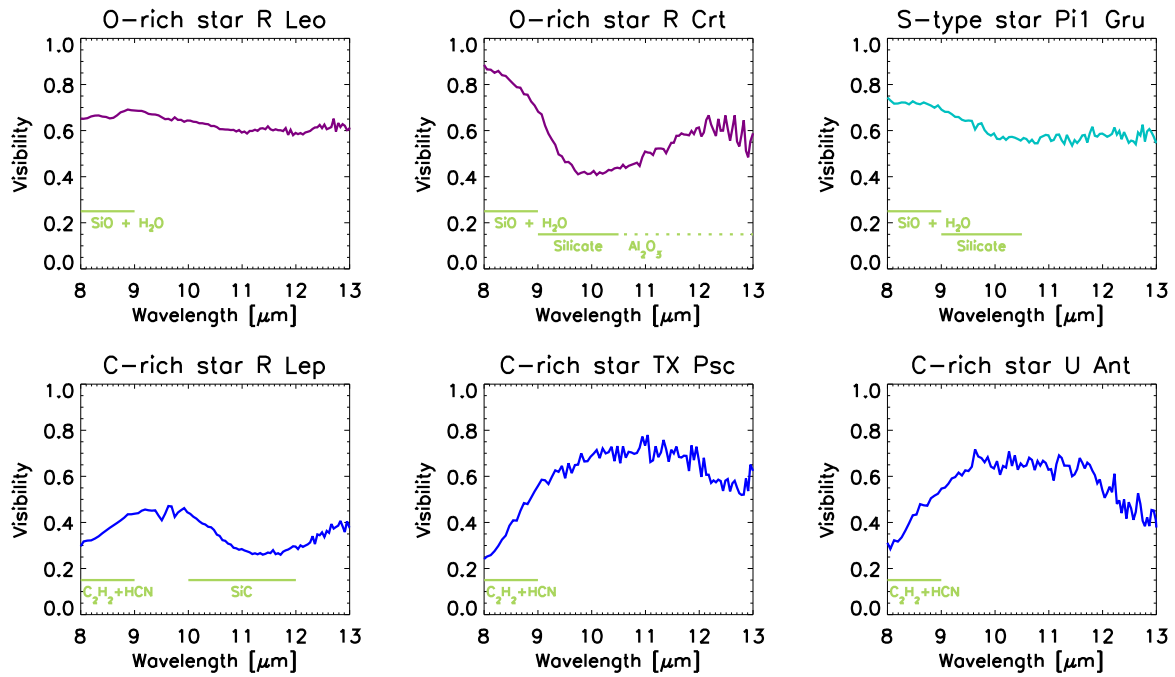 O-rich star R Leo
1.0
0.8
0.6
0.4
0.2
0.0
Visibility
SiO + H₂O
8 9 10 11 12 13
Wavelength [μm]
O-rich star R Crt
1.0
0.8
0.6
0.4
0.2
0.0
Visibility
SiO + H₂O
Silicate Al₂O₃
8 9 10 11 12 13
Wavelength [μm]
S-type star Pi1 Gru
1.0
0.8
0.6
0.4
0.2
0.0
Visibility
SiO + H₂O
Silicate
8 9 10 11 12 13
Wavelength [μm]
C-rich star R Lep
1.0
0.8
0.6
0.4
0.2
0.0
Visibility
C₂H₂+HCN SiC
8 9 10 11 12 13
Wavelength [μm]
C-rich star TX Psc
1.0
0.8
0.6
0.4
0.2
0.0
Visibility
C₂H₂+HCN
8 9 10 11 12 13
Wavelength [μm]
C-rich star U Ant
1.0
0.8
0.6
0.4
0.2
0.0
Visibility
C₂H₂+HCN
8 9 10 11 12 13
Wavelength [μm]